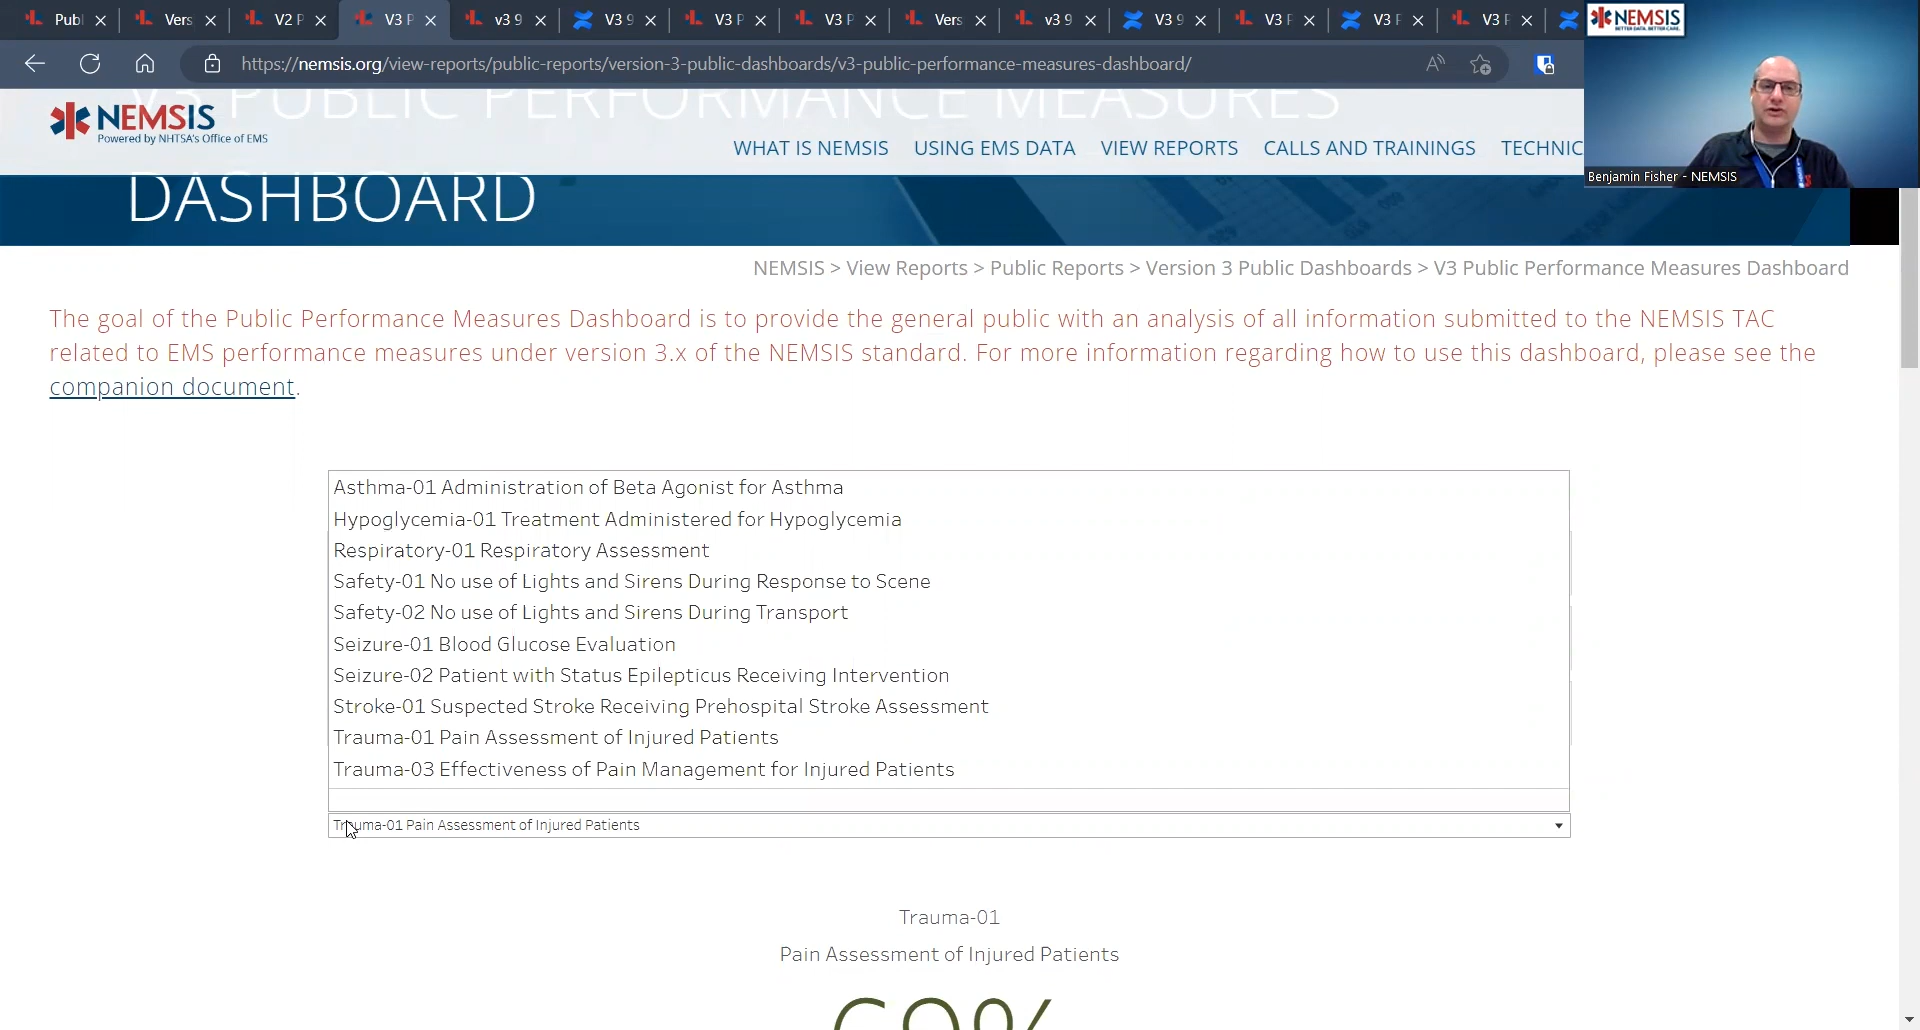 Publ
Vers
V2 P
V3 P
v3 9
V3 9
V3 P
V3 P
Vers
v3 9
V3 9
V3 F
V3 F
V3 F
https://nemsis.org/view-reports/public-reports/version-3-public-dashboards/v3-public-performance-measures-dashboard/
NEMSIS
BETTER DATA. BETTER CARE.
Benjamin Fisher - NEMSIS
V3 PUBLIC PERFORMANCE MEASURES
DASHBOARD
NEMSIS
Powered by NHTSA's Office of EMS
WHAT IS NEMSIS USING EMS DATA VIEW REPORTS CALLS AND TRAININGS TECHNIC
NEMSIS > View Reports > Public Reports > Version 3 Public Dashboards > V3 Public Performance Measures Dashboard
The goal of the Public Performance Measures Dashboard is to provide the general public with an analysis of all information submitted to the NEMSIS TAC
related to EMS performance measures under version 3.x of the NEMSIS standard. For more information regarding how to use this dashboard, please see the
companion document.
Asthma-01 Administration of Beta Agonist for Asthma
Hypoglycemia-01 Treatment Administered for Hypoglycemia
Respiratory-01 Respiratory Assessment
Safety-01 No use of Lights and Sirens During Response to Scene
Safety-02 No use of Lights and Sirens During Transport
Seizure-01 Blood Glucose Evaluation
Seizure-02 Patient with Status Epilepticus Receiving Intervention
Stroke-01 Suspected Stroke Receiving Prehospital Stroke Assessment
Trauma-01 Pain Assessment of Injured Patients
Trauma-03 Effectiveness of Pain Management for Injured Patients
Trauma-01 Pain Assessment of Injured Patients
Trauma-01
Pain Assessment of Injured Patients